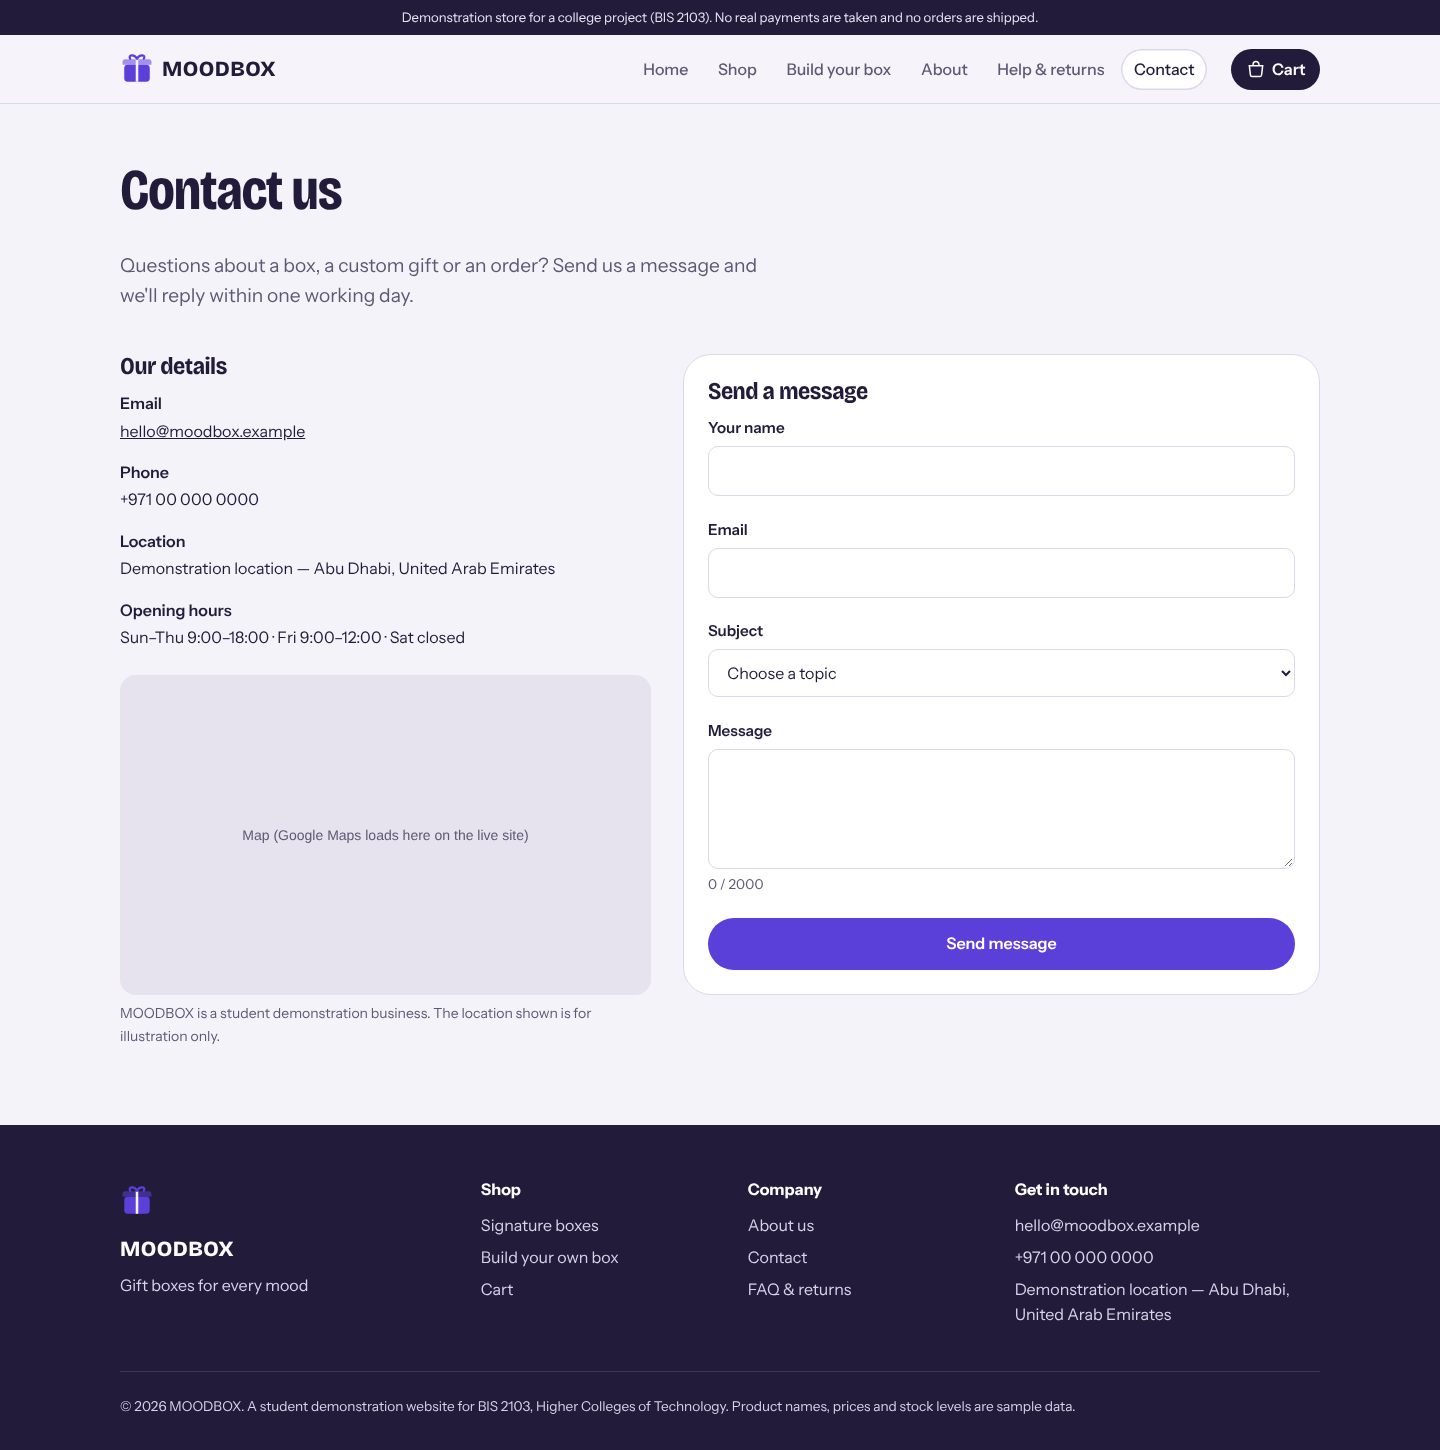 Demonstration store for a college project (BIS 2103). No real payments are taken and no orders are shipped.
MOODBOX
Home
Shop
Build your box
About
Help & returns
Contact
Cart
Contact us
Questions about a box, a custom gift or an order? Send us a message and
we'll reply within one working day.
Our details
Email
hello@moodbox.example
Phone
+971 00 000 0000
Location
Demonstration location — Abu Dhabi, United Arab Emirates
Opening hours
Sun–Thu 9:00–18:00 · Fri 9:00–12:00 · Sat closed
Map (Google Maps loads here on the live site)
MOODBOX is a student demonstration business. The location shown is for
illustration only.
Send a message
Your name
Email
Subject
Choose a topic
Message
0 / 2000
Send message
MOODBOX
Gift boxes for every mood
Shop
Signature boxes
Build your own box
Cart
Company
About us
Contact
FAQ & returns
Get in touch
hello@moodbox.example
+971 00 000 0000
Demonstration location — Abu Dhabi,
United Arab Emirates
© 2026 MOODBOX. A student demonstration website for BIS 2103, Higher Colleges of Technology. Product names, prices and stock levels are sample data.